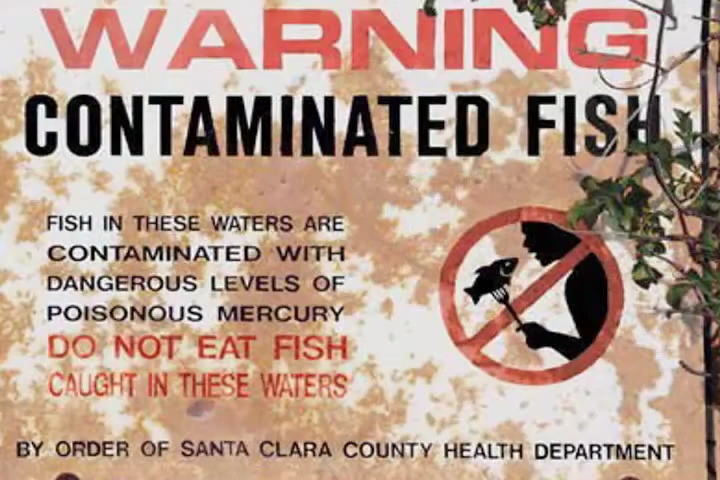 WARNING
CONTAMINATED FISH
FISH IN THESE WATERS ARE
CONTAMINATED WITH
DANGEROUS LEVELS OF
POISONOUS MERCURY
DO NOT EAT FISH
CAUGHT IN THESE WATERS
BY ORDER OF SANTA CLARA COUNTY HEALTH DEPARTMENT